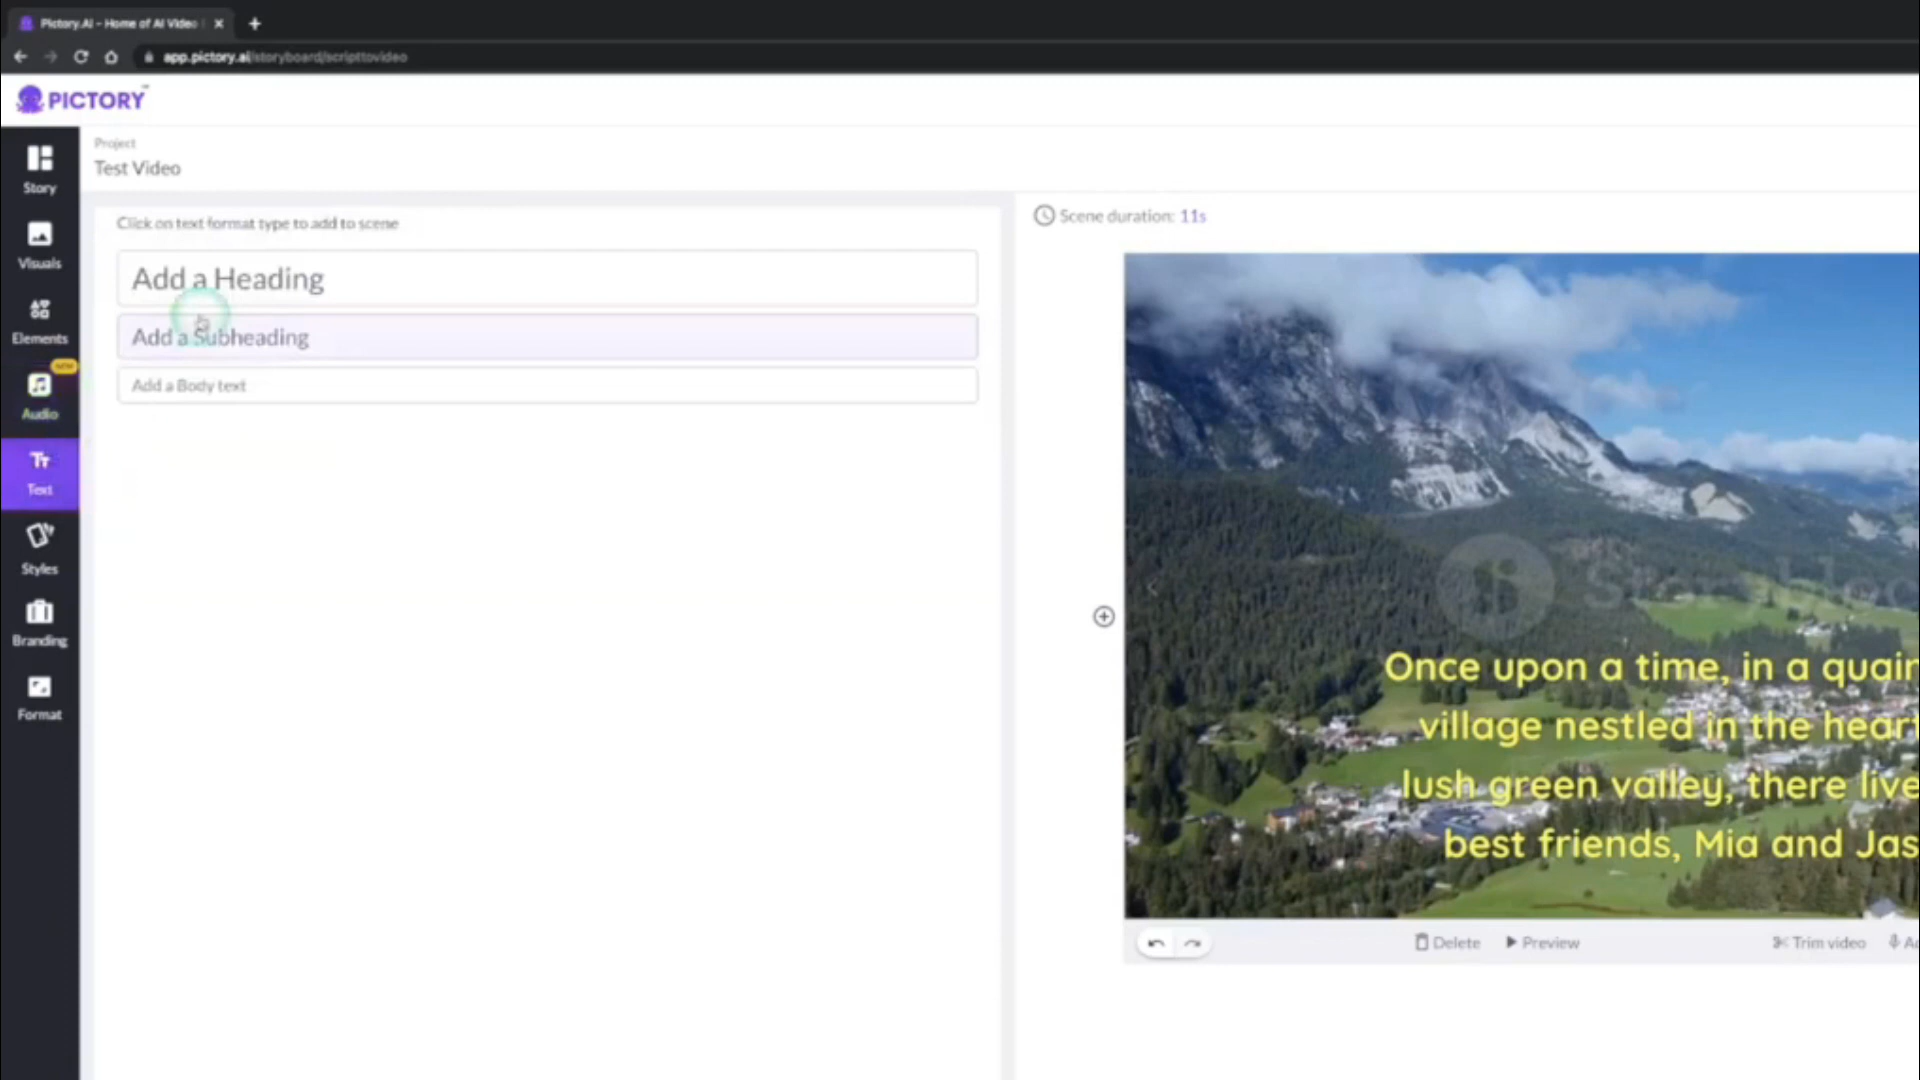 Pictory.AI - Home of AI Video
app.pictory.ai/storyboard/scripttovideo
PICTORY
Project
Test Video
Story
Visuals
Elements
NEW
Audio
Text
Styles
Branding
Format
Click on text format type to add to scene
Add a Heading
Add a Subheading
Add a Body text
Scene duration: 11s
Once upon a time, in a quain
village nestled in the heart
lush green valley, there live
best friends, Mia and Jas
Delete
Preview
Trim video